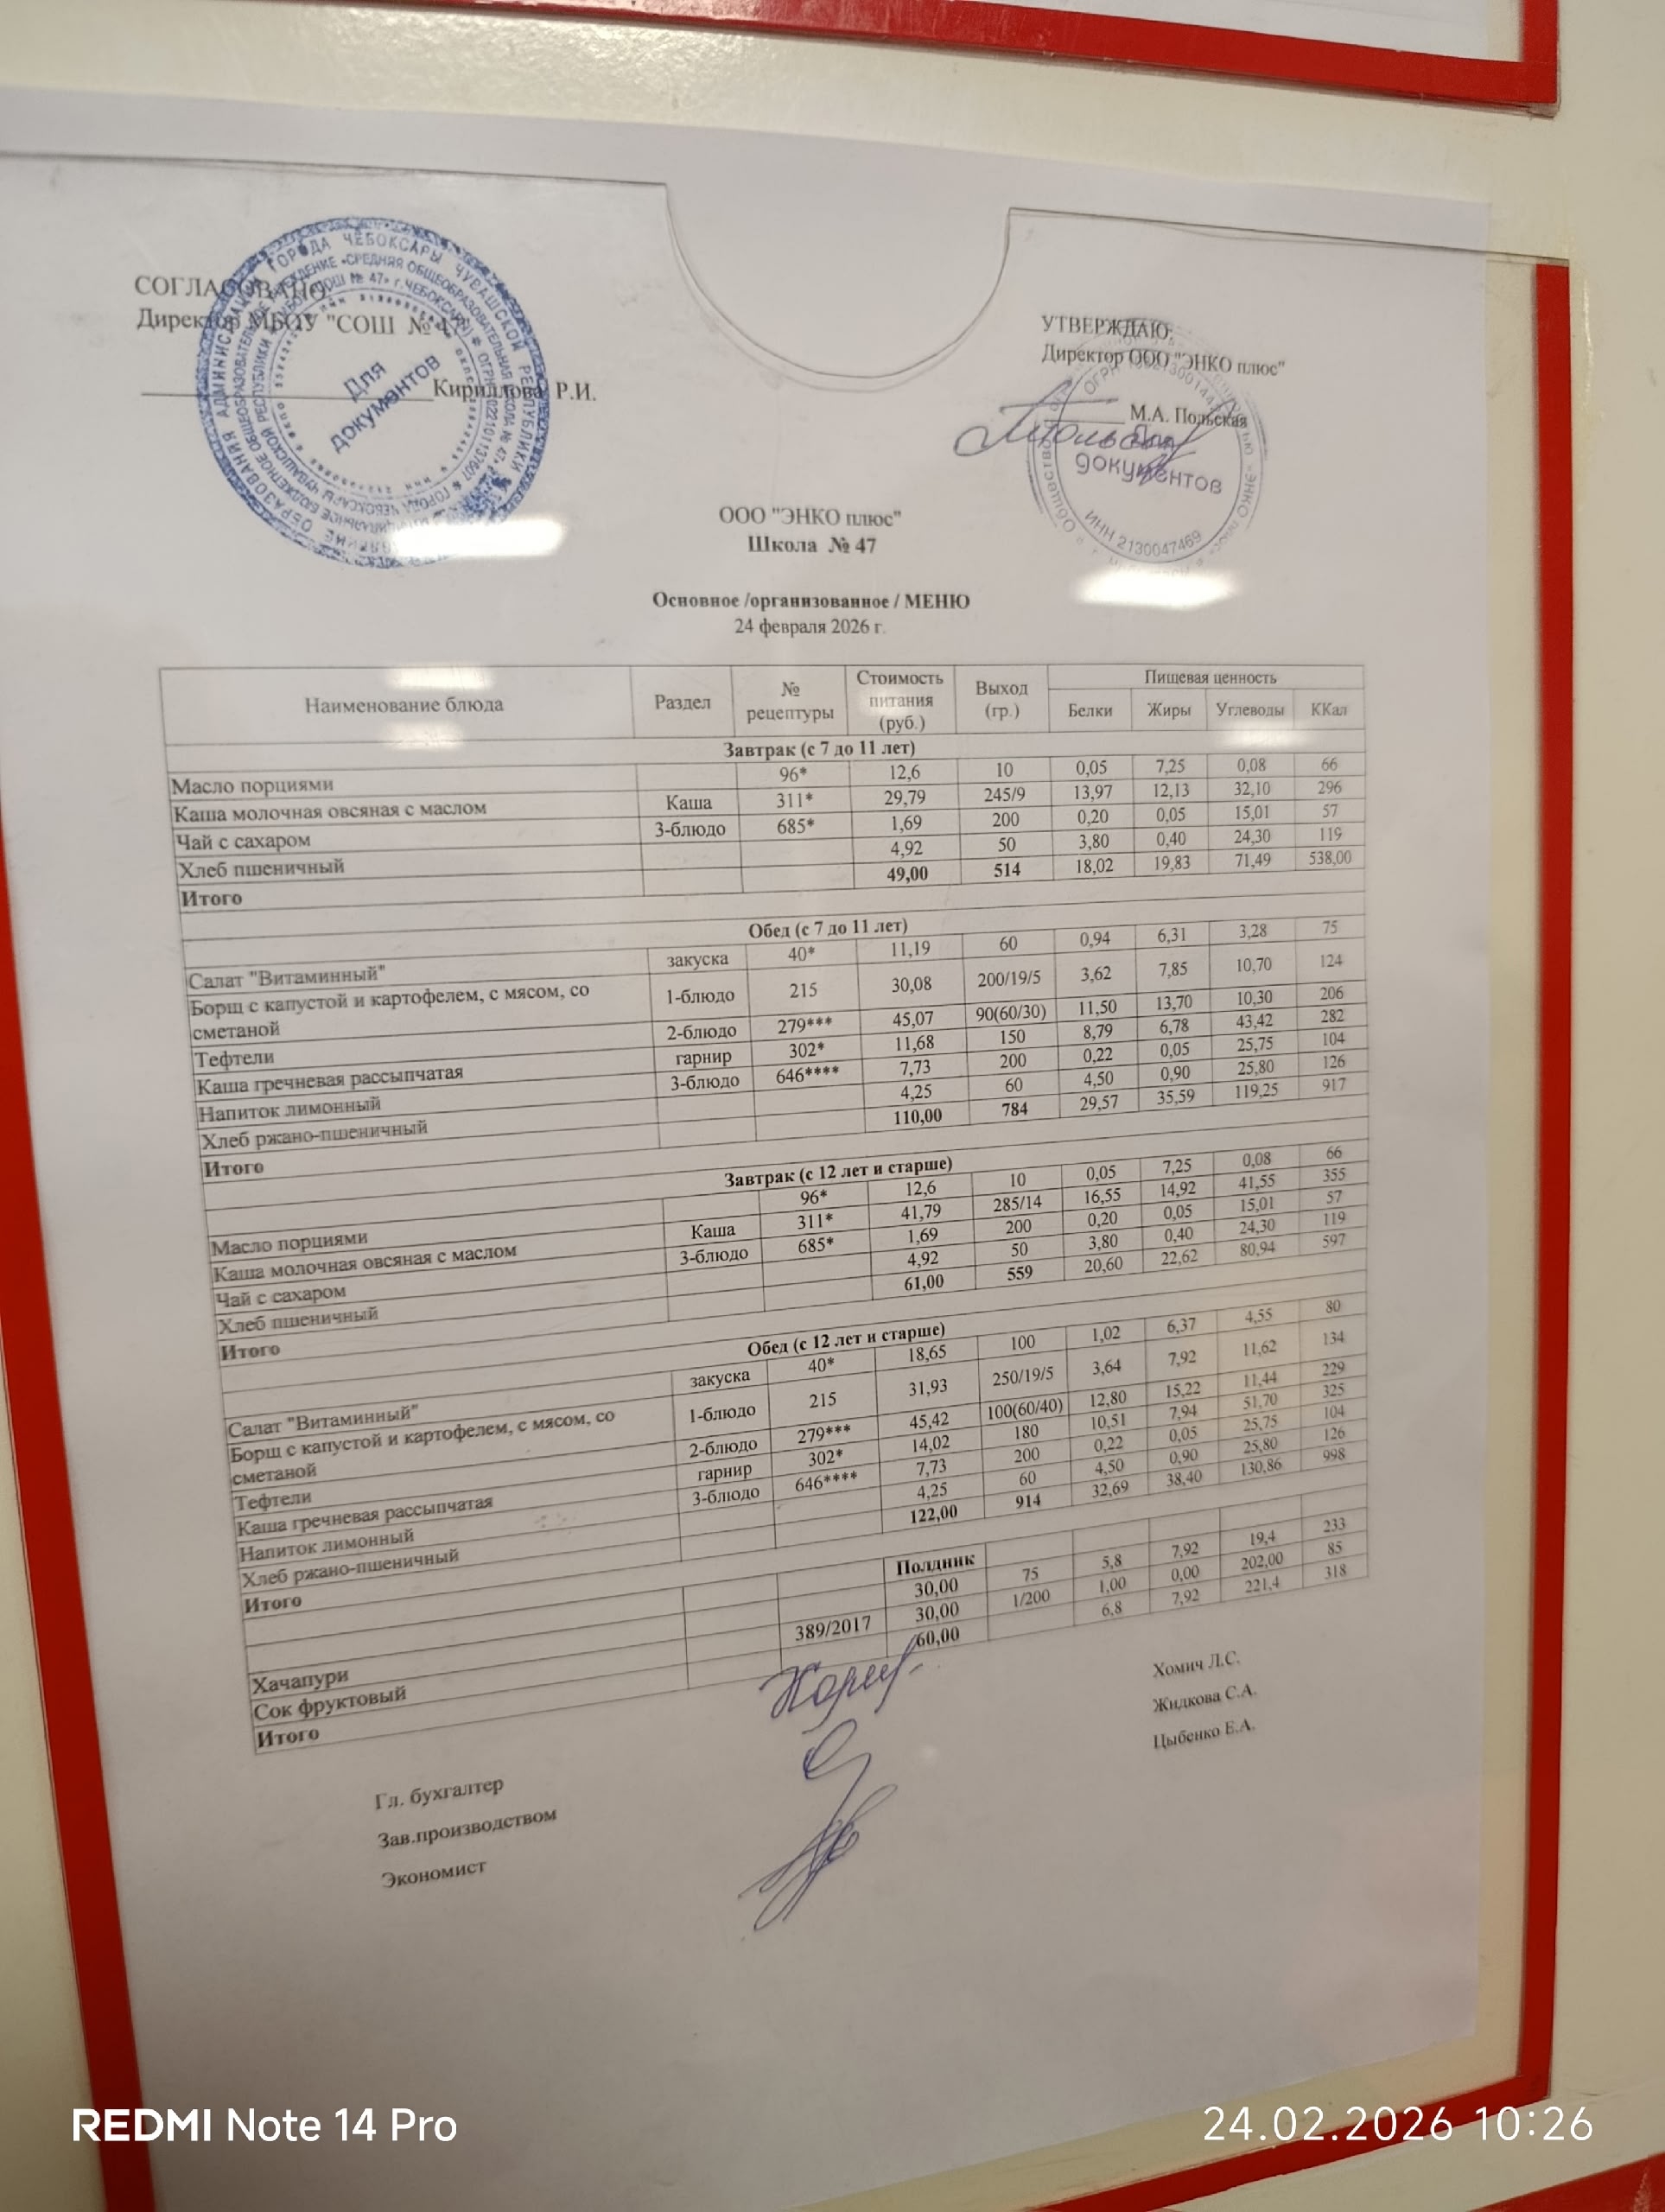 СОГЛАСОВАНО
Директор МБОУ "СОШ № 47"
Кириллова Р.И.
Для
документов
УТВЕРЖДАЮ
Директор ООО "ЭНКО плюс"
М.А. Польская
Для
документов
ИНН 2130047469
ООО "ЭНКО плюс"
Школа № 47
Основное /организованное / МЕНЮ
24 февраля 2026 г.
Наименование блюда Раздел № рецептуры Стоимость питания (руб.) Выход (гр.) Пищевая ценность
Белки Жиры Углеводы ККал
Завтрак (с 7 до 11 лет)
Масло порциями 96* 12,6 10 0,05 7,25 0,08 66
Каша молочная овсяная с маслом Каша 311* 29,79 245/9 13,97 12,13 32,10 296
Чай с сахаром 3-блюдо 685* 1,69 200 0,20 0,05 15,01 57
Хлеб пшеничный 4,92 50 3,80 0,40 24,30 119
Итого 49,00 514 18,02 19,83 71,49 538,00
Обед (с 7 до 11 лет)
Салат "Витаминный" закуска 40* 11,19 60 0,94 6,31 3,28 75
Борщ с капустой и картофелем, с мясом, со сметаной 1-блюдо 215 30,08 200/19/5 3,62 7,85 10,70 124
Тефтели 2-блюдо 279*** 45,07 90(60/30) 11,50 13,70 10,30 206
Каша гречневая рассыпчатая гарнир 302* 11,68 150 8,79 6,78 43,42 282
Напиток лимонный 3-блюдо 646**** 7,73 200 0,22 0,05 25,75 104
Хлеб ржано-пшеничный 4,25 60 4,50 0,90 25,80 126
Итого 110,00 784 29,57 35,59 119,25 917
Завтрак (с 12 лет и старше)
Масло порциями 96* 12,6 10 0,05 7,25 0,08 66
Каша молочная овсяная с маслом Каша 311* 41,79 285/14 16,55 14,92 41,55 355
Чай с сахаром 3-блюдо 685* 1,69 200 0,20 0,05 15,01 57
Хлеб пшеничный 4,92 50 3,80 0,40 24,30 119
Итого 61,00 559 20,60 22,62 80,94 597
Обед (с 12 лет и старше)
Салат "Витаминный" закуска 40* 18,65 100 1,02 6,37 4,55 80
Борщ с капустой и картофелем, с мясом, со сметаной 1-блюдо 215 31,93 250/19/5 3,64 7,92 11,62 134
Тефтели 2-блюдо 279*** 45,42 100(60/40) 12,80 15,22 11,44 229
Каша гречневая рассыпчатая гарнир 302* 14,02 180 10,51 7,94 51,70 325
Напиток лимонный 3-блюдо 646**** 7,73 200 0,22 0,05 25,75 104
Хлеб ржано-пшеничный 4,25 60 4,50 0,90 25,80 126
Итого 122,00 914 32,69 38,40 130,86 998
Полдник
Хачапури 30,00 75 5,8 7,92 19,4 233
Сок фруктовый 389/2017 30,00 1/200 1,00 0,00 202,00 85
Итого 60,00 6,8 7,92 221,4 318
Гл. бухгалтер Хомич Л.С.
Зав.производством Жидкова С.А.
Экономист Цыбенко Е.А.
REDMI Note 14 Pro
24.02.2026 10:26